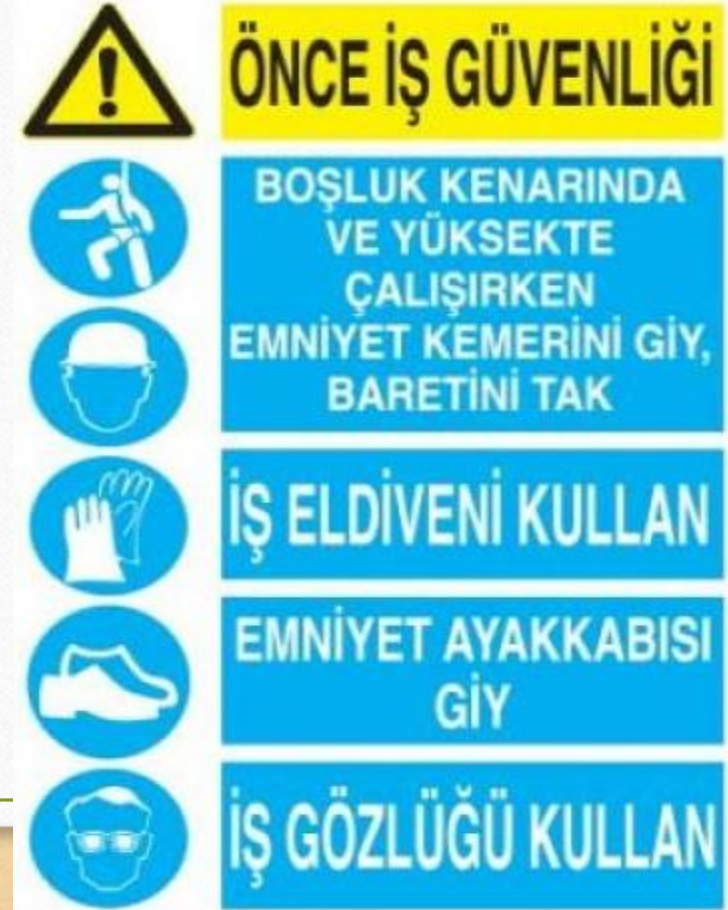 ÖNCE İŞ GÜVENLİĞİ
BOŞLUK KENARINDA
VE YÜKSEKTE
ÇALIŞIRKEN
EMNİYET KEMERİNİ GİY,
BARETİNİ TAK
İŞ ELDİVENİ KULLAN
EMNİYET AYAKKABISI
GİY
İŞ GÖZLÜĞÜ KULLAN